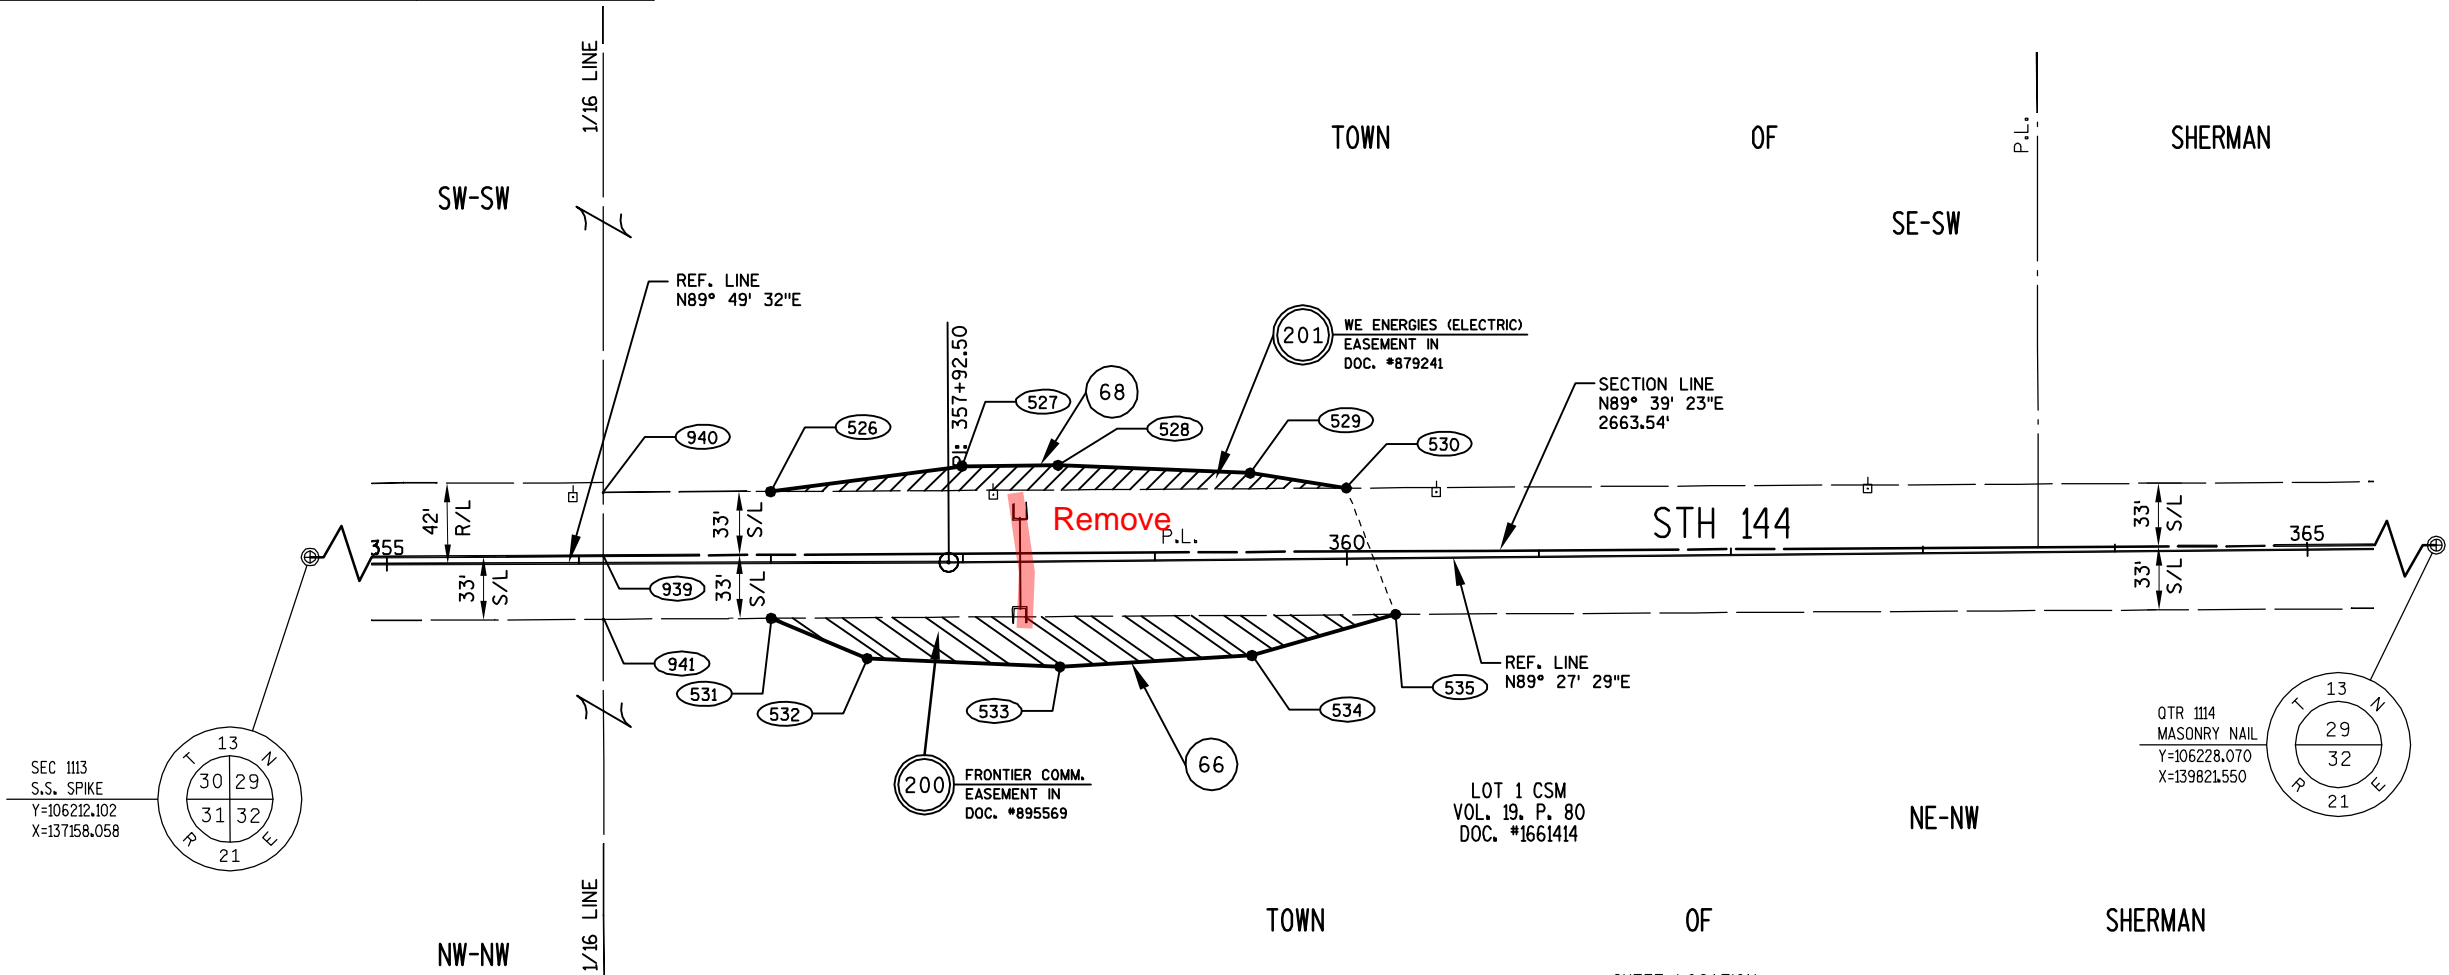 1/16 LINE
TOWN OF SHERMAN
P.L.
SW-SW
SE-SW
REF. LINE
N89° 49' 32"E
PI: 357+92.50
201
WE ENERGIES (ELECTRIC)
EASEMENT IN
DOC. #879241
68
527
SECTION LINE
N89° 39' 23"E
2663.54'
940
526
528
529
530
42'
R/L
33'
S/L
Remove
P.L.
STH 144
33'
S/L
355
360
365
33'
S/L
939
33'
S/L
33'
S/L
941
531
532
533
534
535
REF. LINE
N89° 27' 29"E
66
200
FRONTIER COMM.
EASEMENT IN
DOC. #895569
SEC 1113
S.S. SPIKE
Y=106212.102
X=137158.058
13
T N
30 29
31 32
R E
21
QTR 1114
MASONRY NAIL
Y=106228.070
X=139821.550
13
T N
29
32
R E
21
LOT 1 CSM
VOL. 19. P. 80
DOC. #1661414
NE-NW
1/16 LINE
TOWN OF SHERMAN
NW-NW